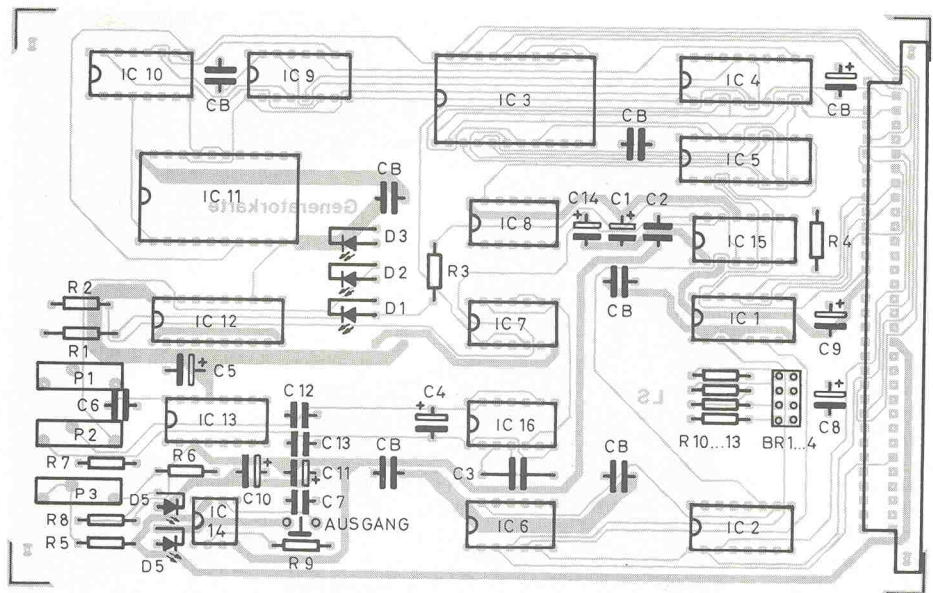 IC 10
CB
IC 9
IC 3
IC 4
CB
CB
IC 5
IC 11
CB
Generatorkarte
IC 8
C14
C1
C2
IC 15
R4
D3
D2
D1
R3
R2
R1
IC 12
IC 7
CB
IC 1
C9
P1
C5
C6
IC 13
C12
C4
IC 16
LS
R10...13
BR1...4
C8
P2
C13
R7
R6
C10
C11
CB
C3
CB
P3
D5
C7
R8
IC
14
AUSGANG
IC 6
IC 2
R5
D5
R9